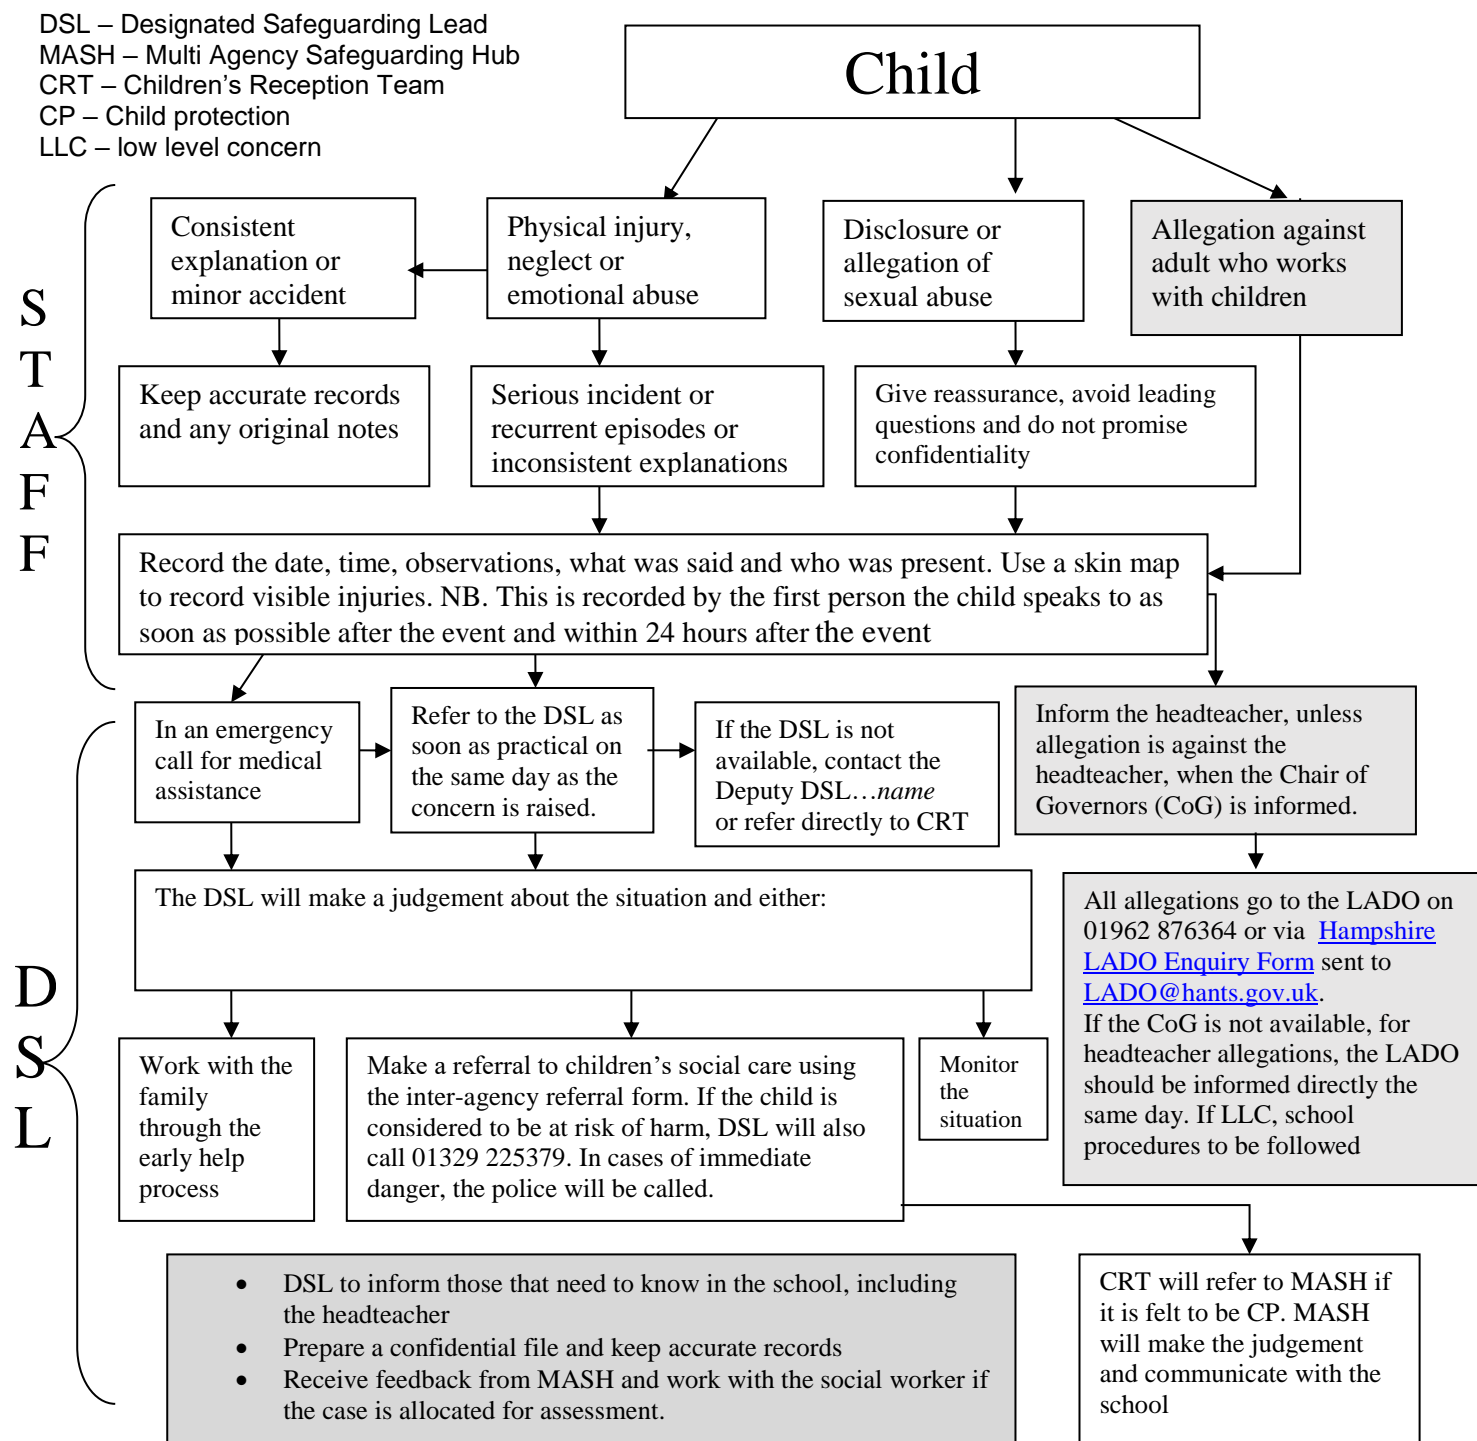 DSL – Designated Safeguarding Lead
MASH – Multi Agency Safeguarding Hub
CRT – Children's Reception Team
CP – Child protection
LLC – low level concern
Child
S
T
A
F
F
Consistent
explanation or
minor accident
Physical injury,
neglect or
emotional abuse
Disclosure or
allegation of
sexual abuse
Allegation against
adult who works
with children
Keep accurate records
and any original notes
Serious incident or
recurrent episodes or
inconsistent explanations
Give reassurance, avoid leading
questions and do not promise
confidentiality
Record the date, time, observations, what was said and who was present. Use a skin map
to record visible injuries. NB. This is recorded by the first person the child speaks to as
soon as possible after the event and within 24 hours after the event
D
S
L
In an emergency
call for medical
assistance
Refer to the DSL as
soon as practical on
the same day as the
concern is raised.
If the DSL is not
available, contact the
Deputy DSL…name
or refer directly to CRT
Inform the headteacher, unless
allegation is against the
headteacher, when the Chair of
Governors (CoG) is informed.
The DSL will make a judgement about the situation and either:
All allegations go to the LADO on
01962 876364 or via Hampshire
LADO Enquiry Form sent to
LADO@hants.gov.uk.
If the CoG is not available, for
headteacher allegations, the LADO
should be informed directly the
same day. If LLC, school
procedures to be followed
Work with the
family
through the
early help
process
Make a referral to children's social care using
the inter-agency referral form. If the child is
considered to be at risk of harm, DSL will also
call 01329 225379. In cases of immediate
danger, the police will be called.
Monitor
the
situation
• DSL to inform those that need to know in the school, including
the headteacher
• Prepare a confidential file and keep accurate records
• Receive feedback from MASH and work with the social worker if
the case is allocated for assessment.
CRT will refer to MASH if
it is felt to be CP. MASH
will make the judgement
and communicate with the
school